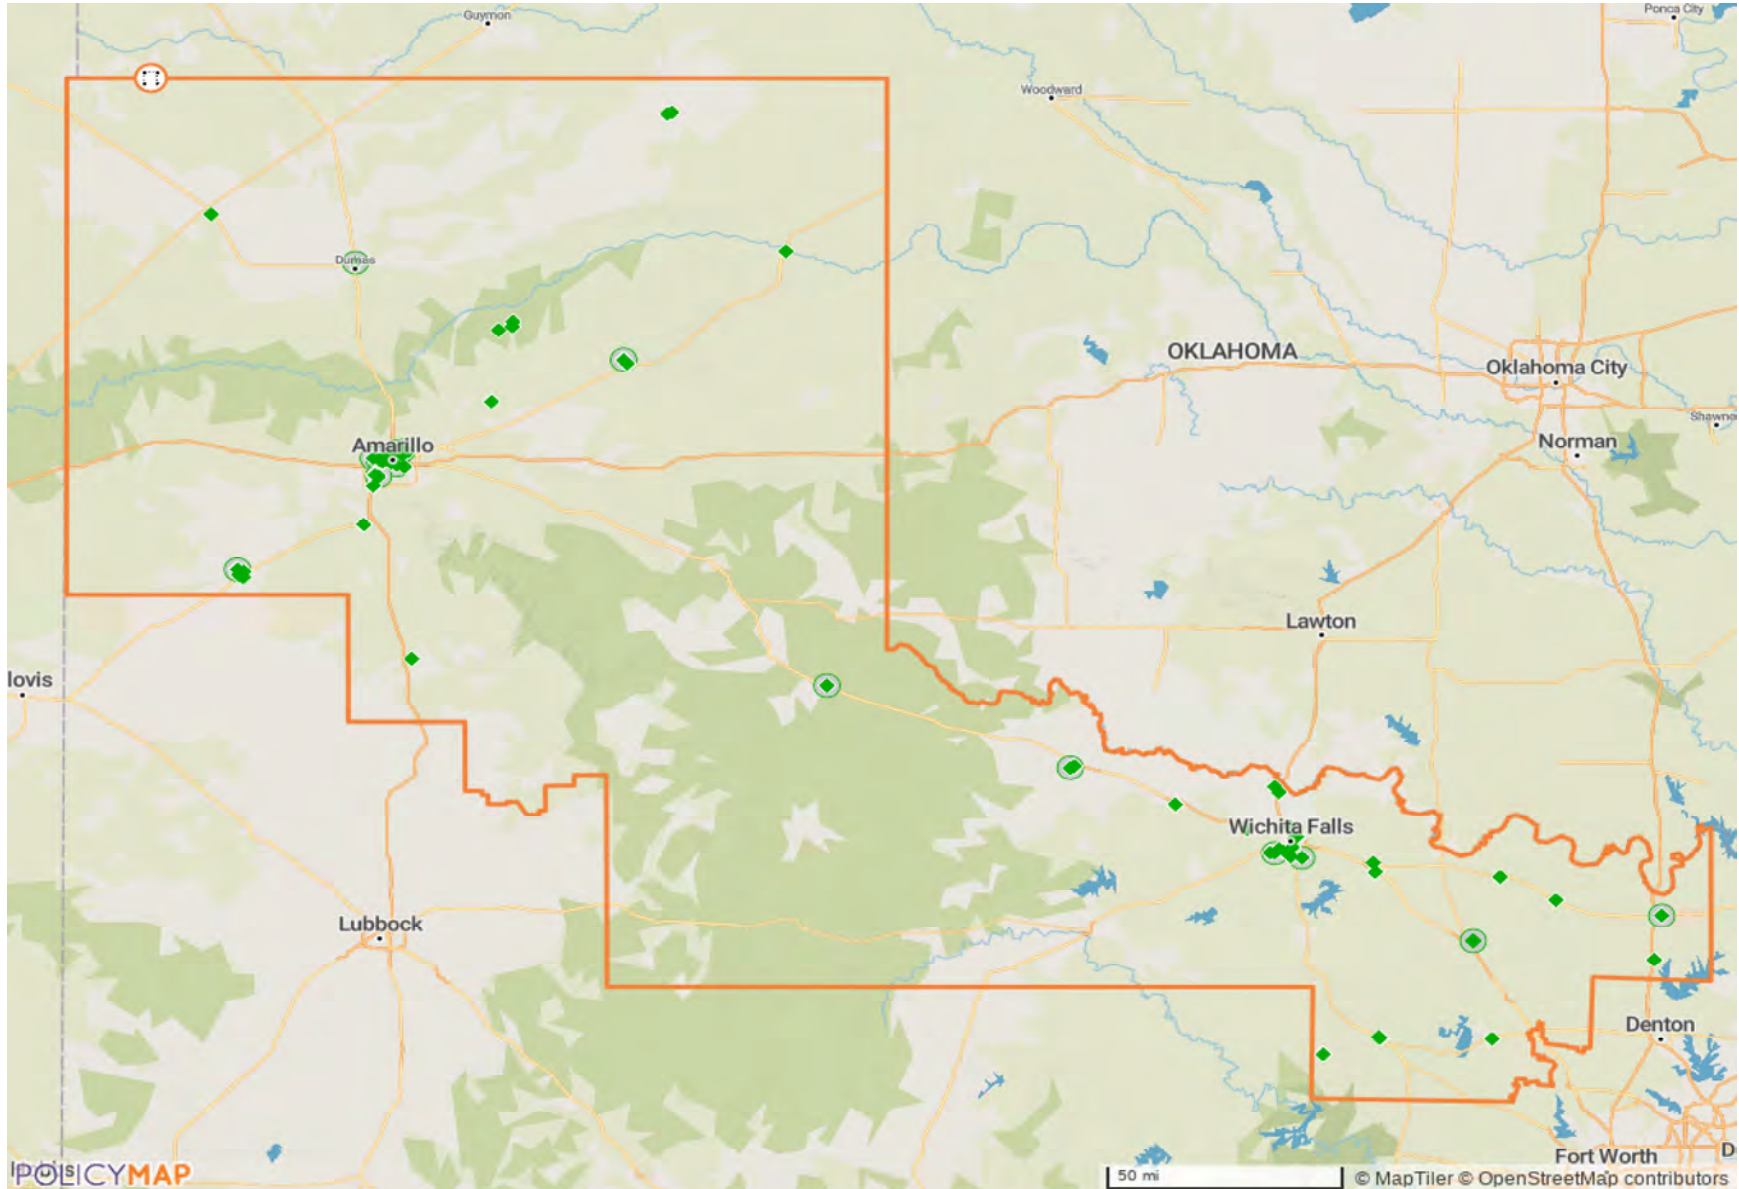 Guymon
Ponca City
Woodward
Dumas
OKLAHOMA
Oklahoma City
Shawne
Amarillo
Norman
Lawton
lovis
Wichita Falls
Lubbock
Denton
Fort Worth
D
POLICYMAP
50 mi
© MapTiler © OpenStreetMap contributors